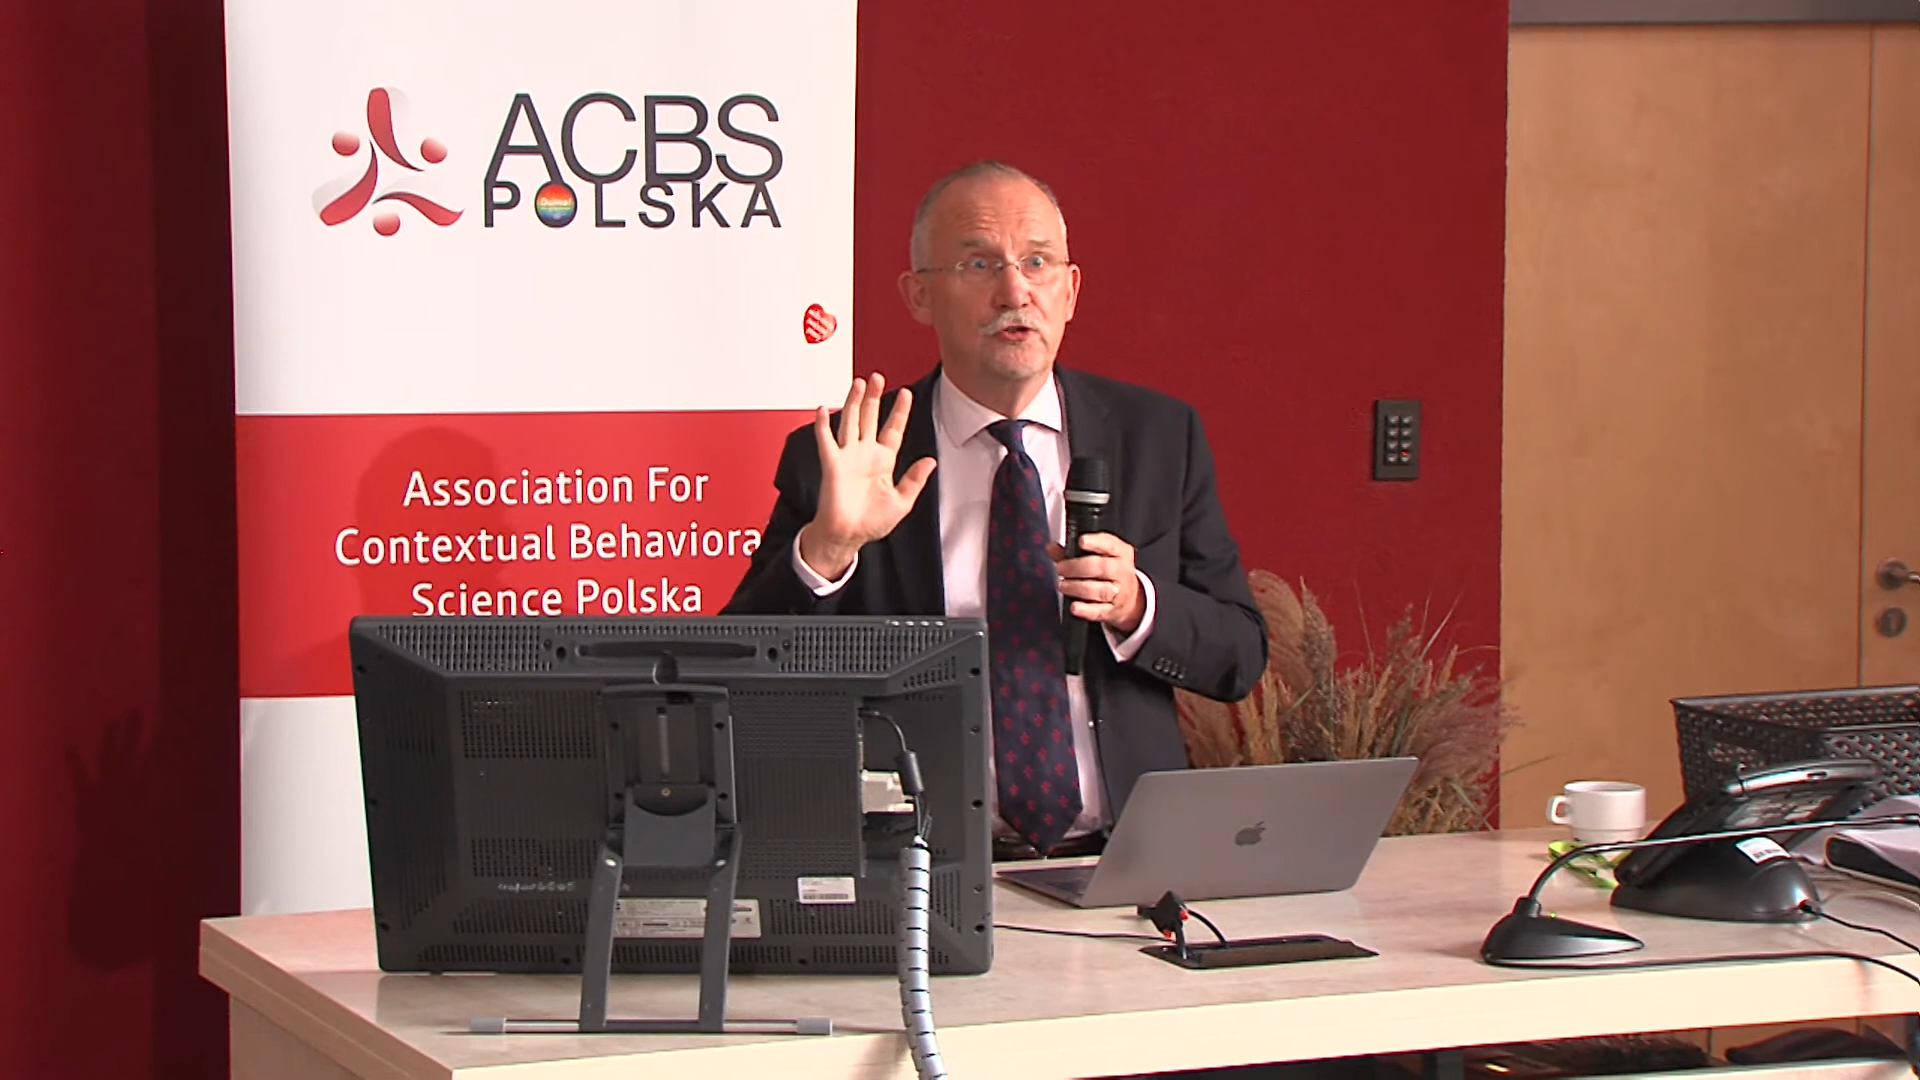 ACBS
POLSKA
Association For
Contextual Behaviora
Science Polska